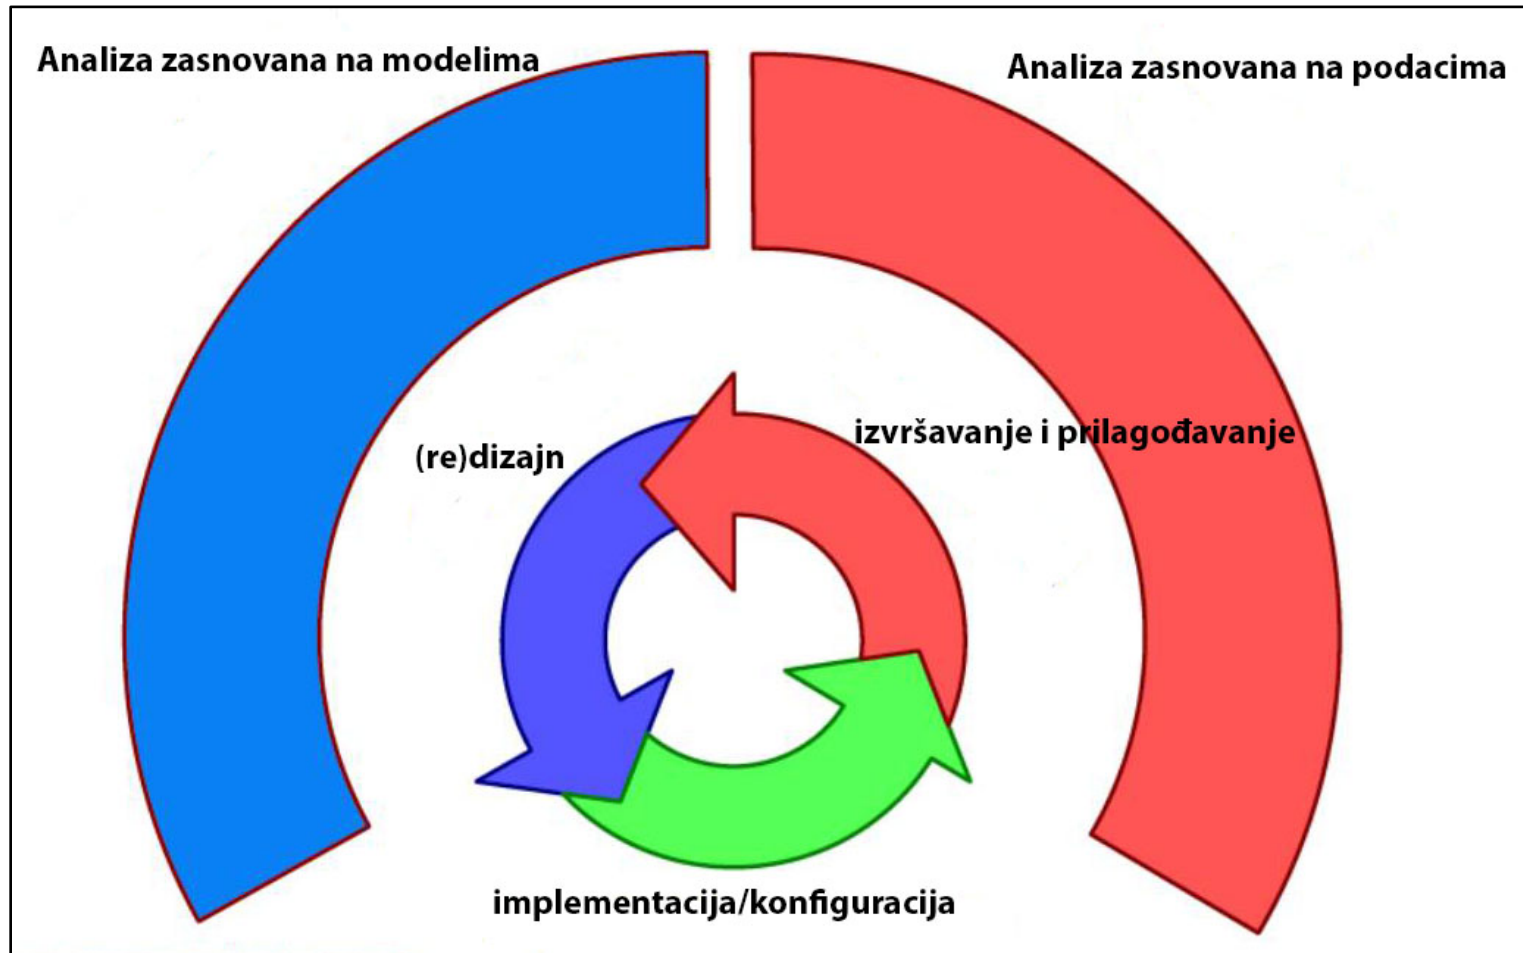 Analiza zasnovana na modelima
Analiza zasnovana na podacima
(re)dizajn
izvršavanje i prilagođavanje
implementacija/konfiguracija